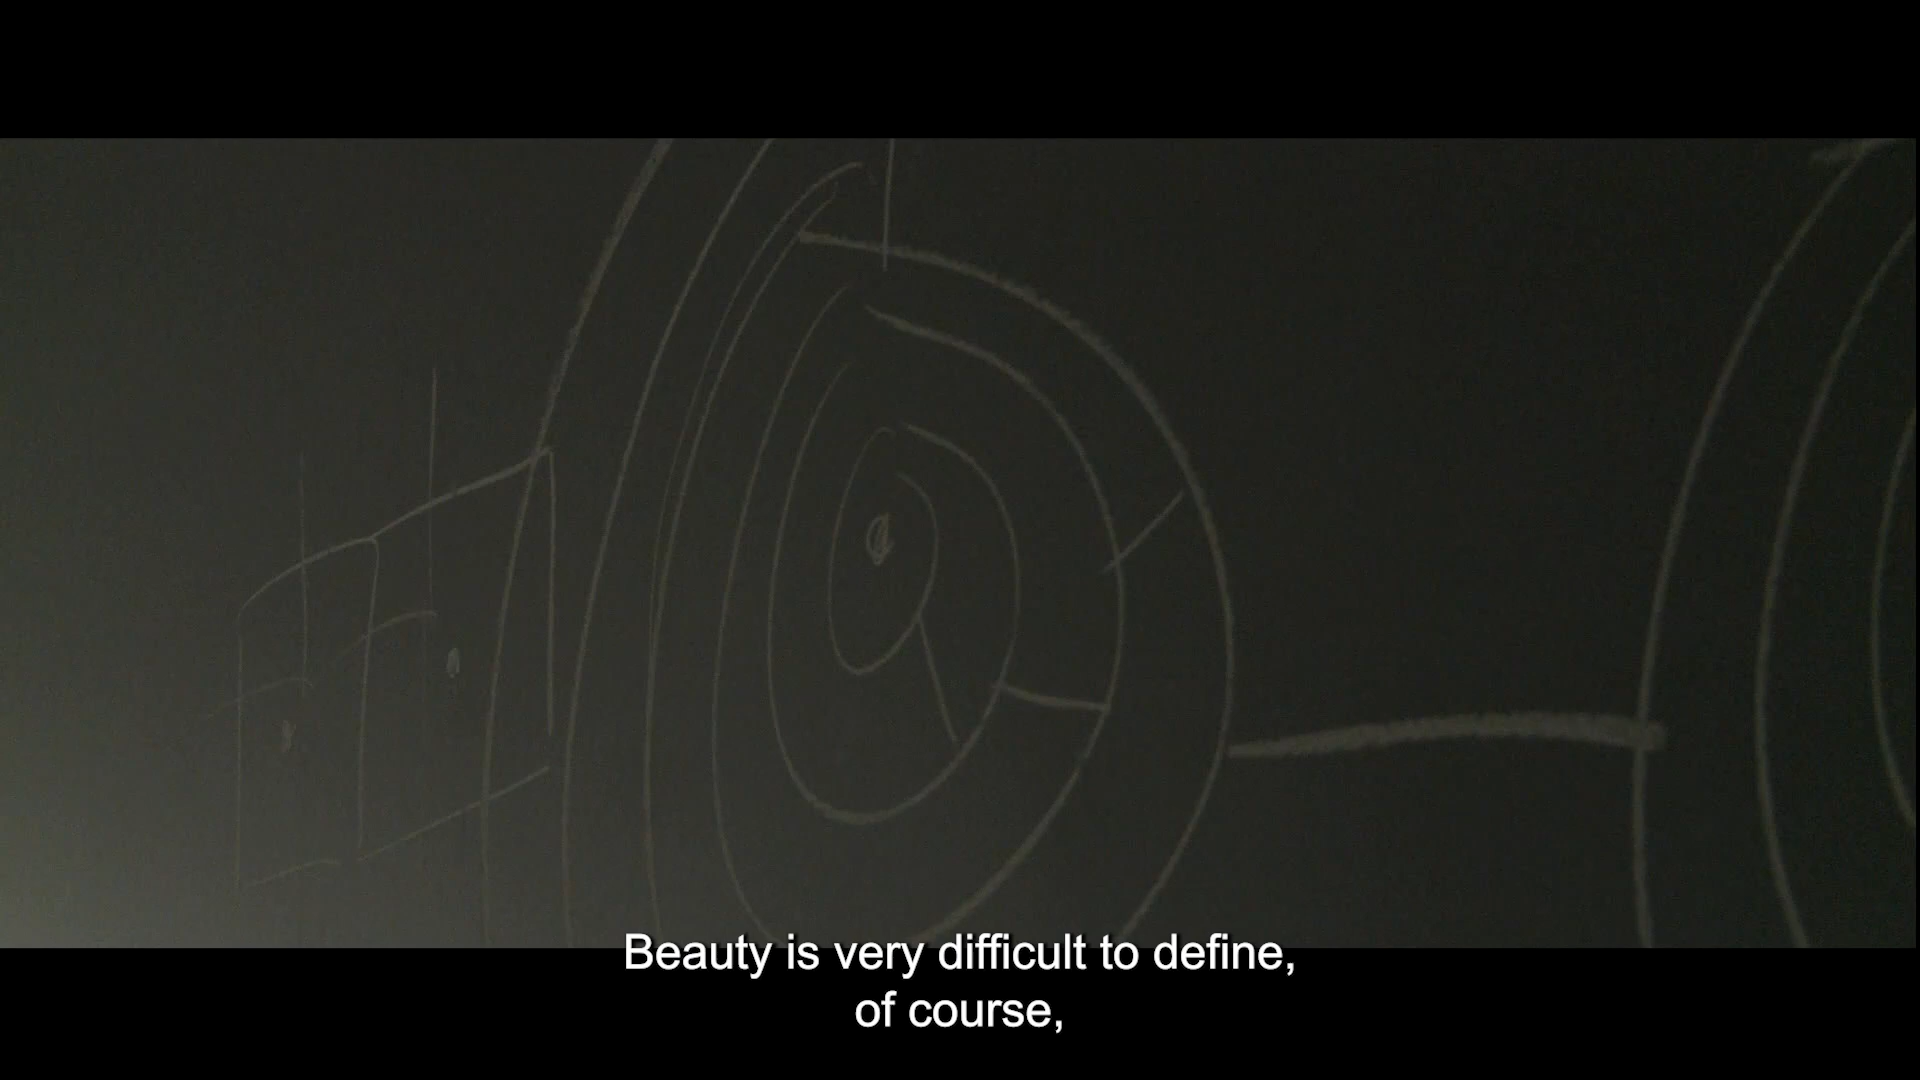 Beauty is very difficult to define,
of course,